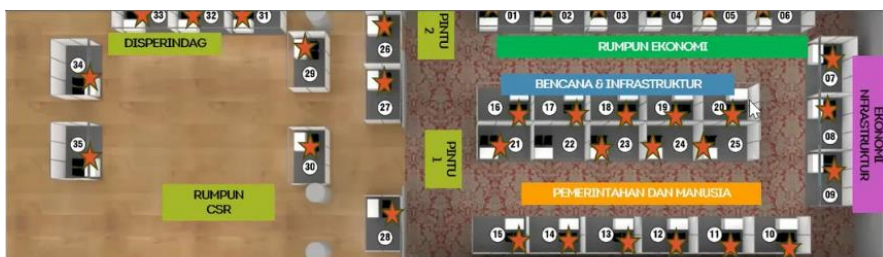 33 32 31
DISPERINDAG
34
29
35
30
RUMPUN
CSR
26
27
28
PINTU
2
PINTU
1
01 02 03 04 05 06
RUMPUN EKONOMI
BENCANA & INFRASTRUKTUR
16 17 18 19 20
21 22 23 24 25
PEMERINTAHAN DAN MANUSIA
15 14 13 12 11 10
07
08
09
EKONOMI
NFRASTRUKTUR